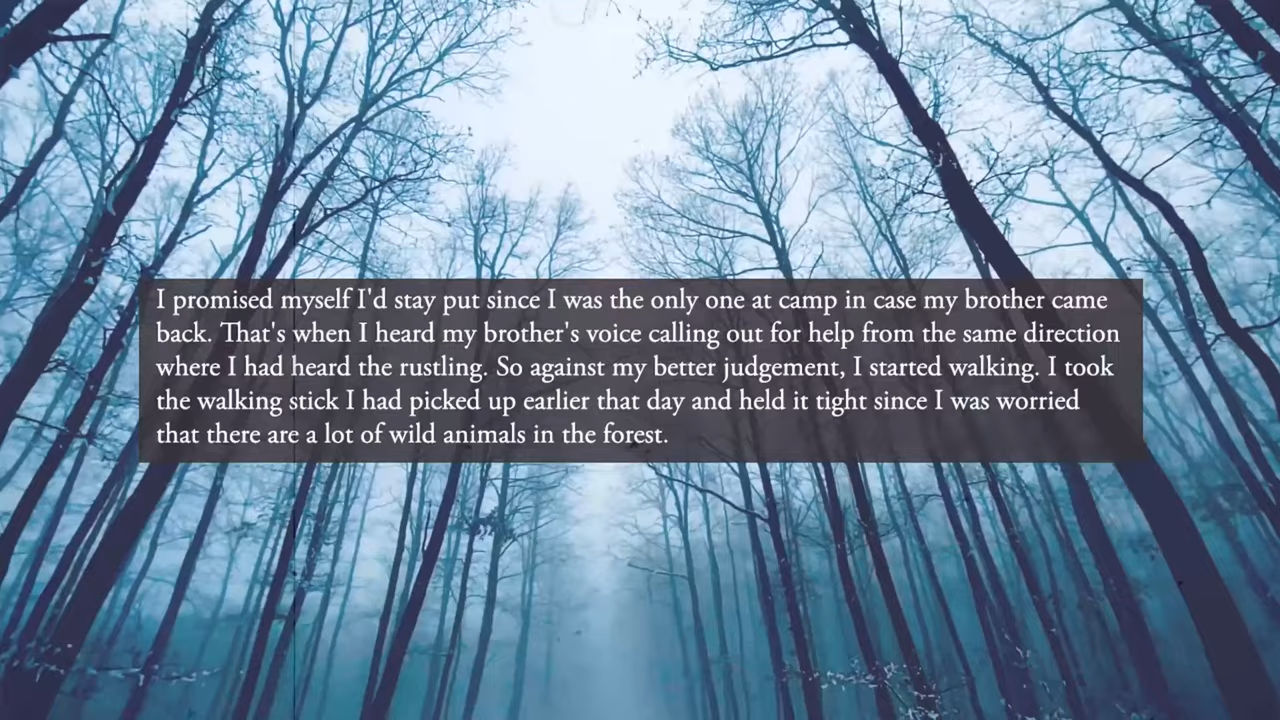 I promised myself I'd stay put since I was the only one at camp in case my brother came
back. That's when I heard my brother's voice calling out for help from the same direction
where I had heard the rustling. So against my better judgement, I started walking. I took
the walking stick I had picked up earlier that day and held it tight since I was worried
that there are a lot of wild animals in the forest.